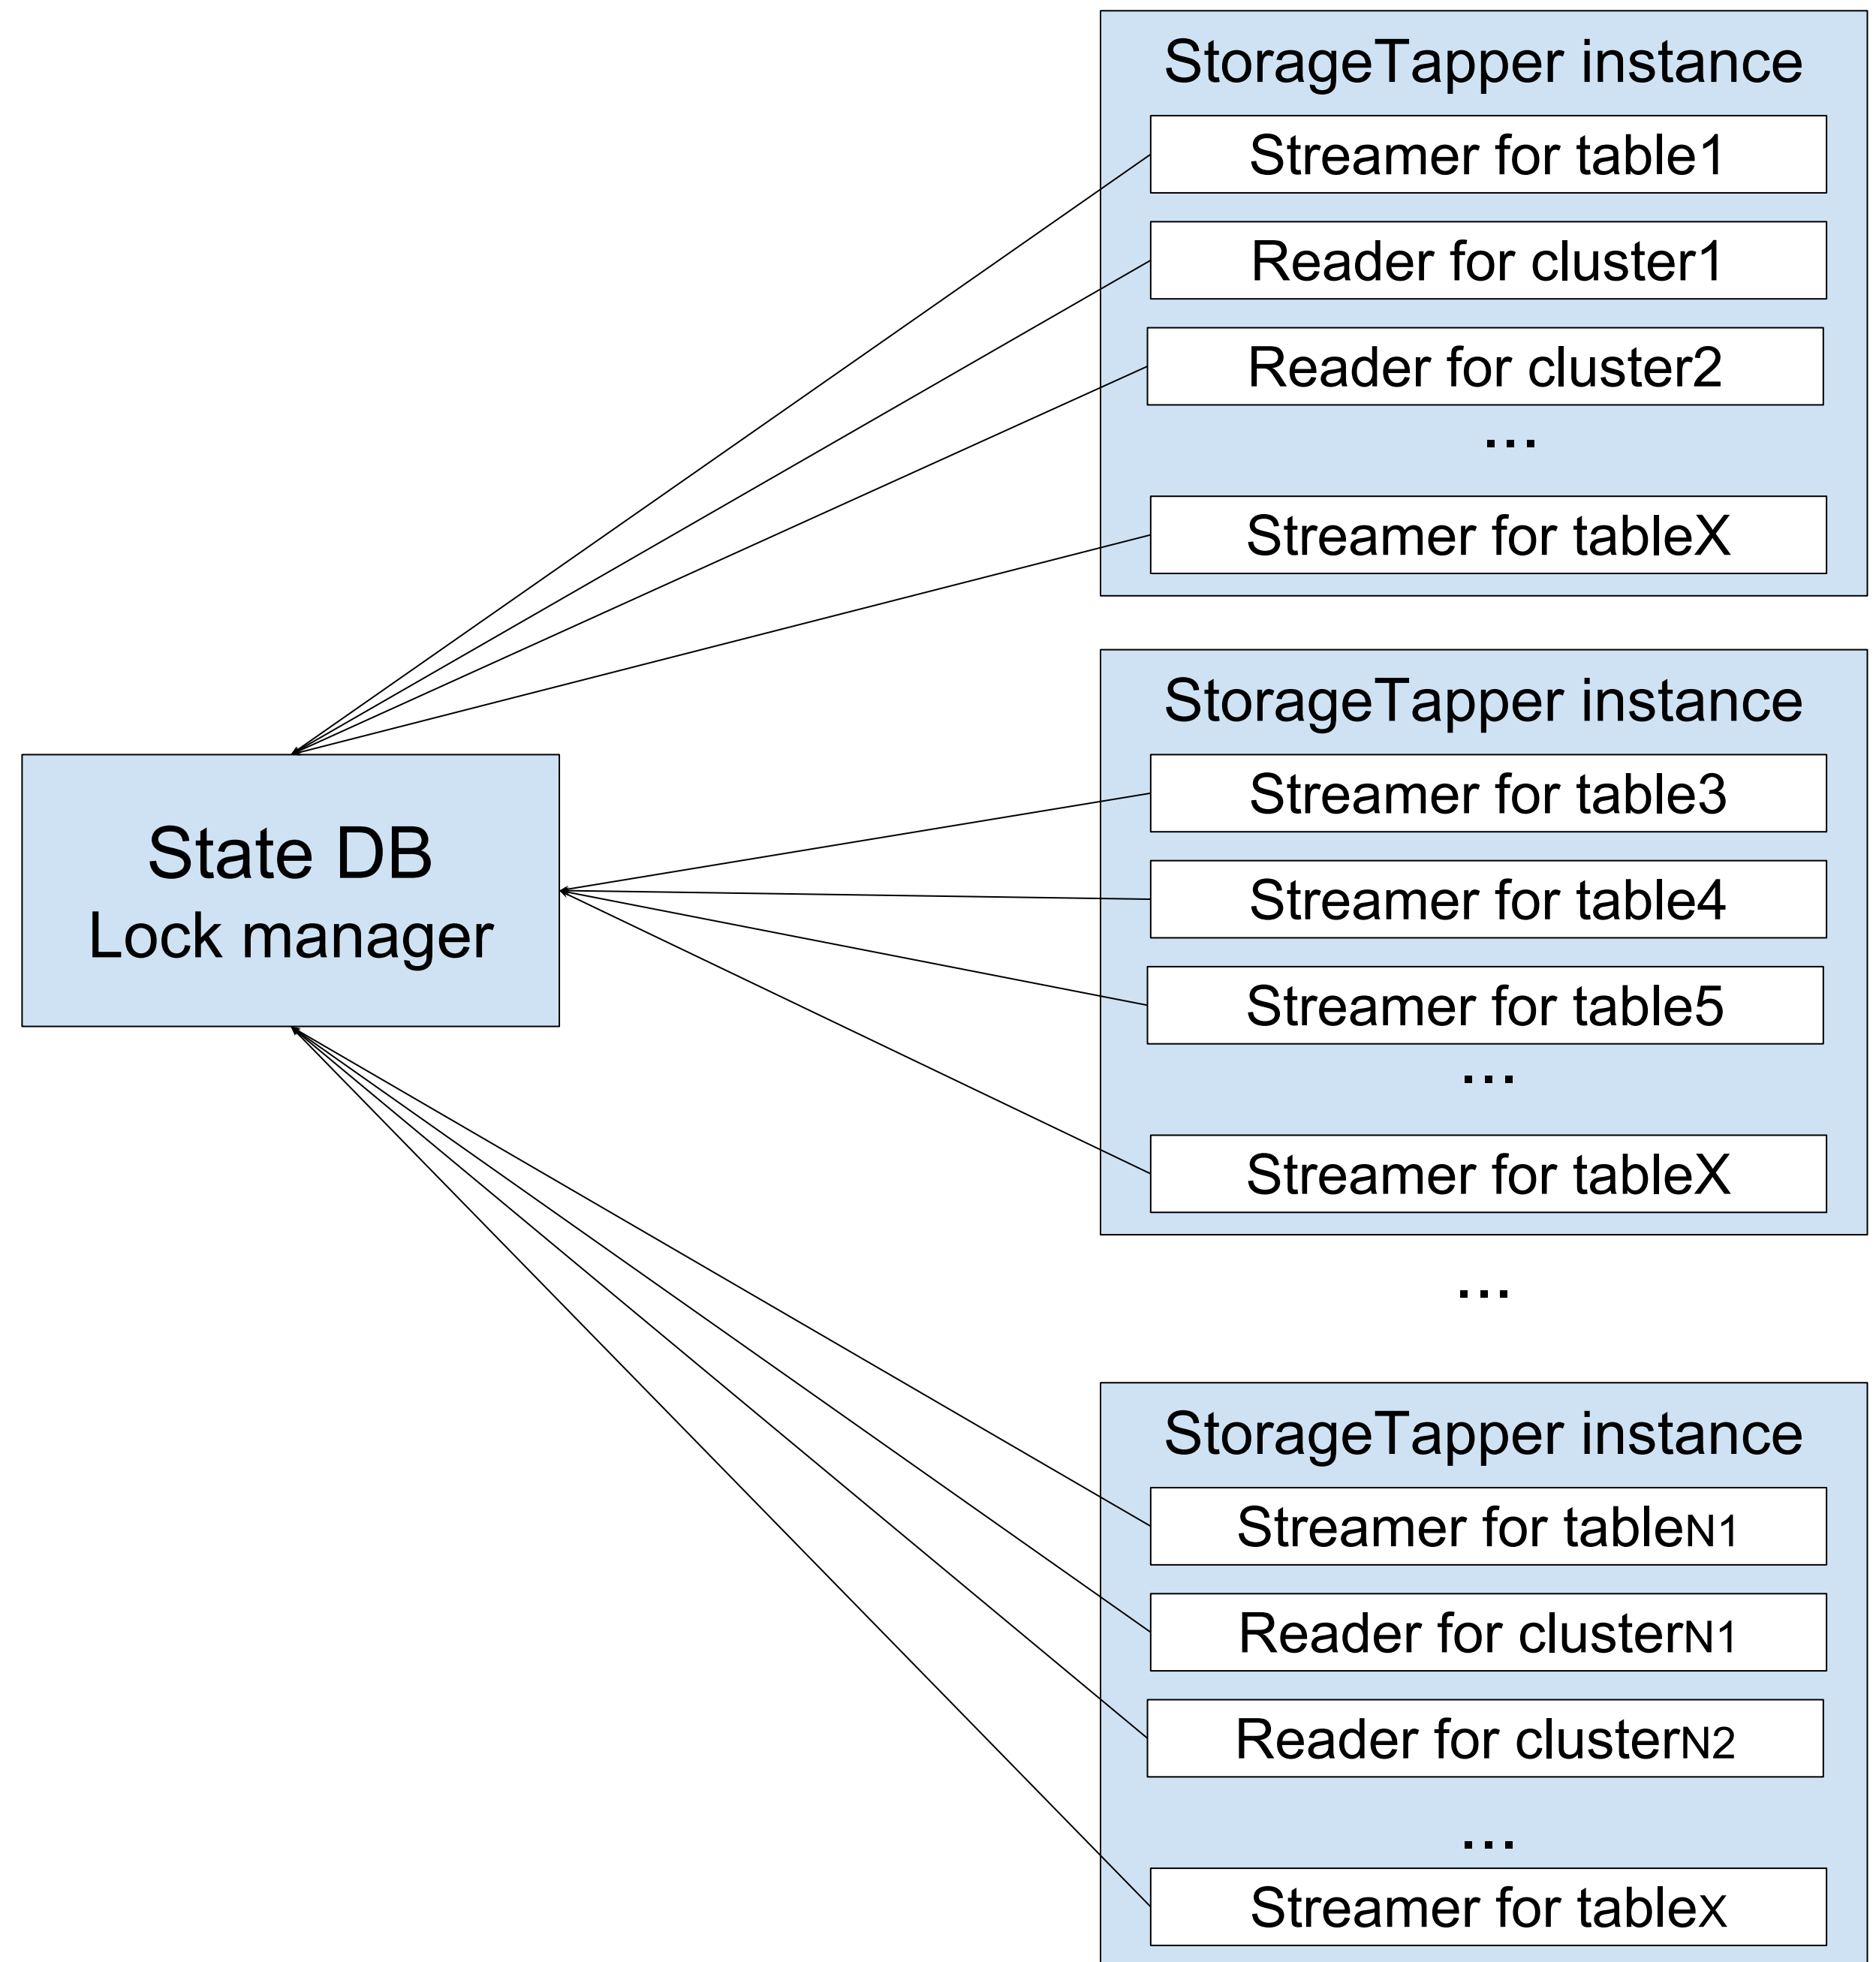 StorageTapper instance
Streamer for table1
Reader for cluster1
Reader for cluster2
...
Streamer for tableX
StorageTapper instance
Streamer for table3
Streamer for table4
Streamer for table5
...
Streamer for tableX
State DB
Lock manager
...
StorageTapper instance
Streamer for tableN1
Reader for clusterN1
Reader for clusterN2
...
Streamer for tableX